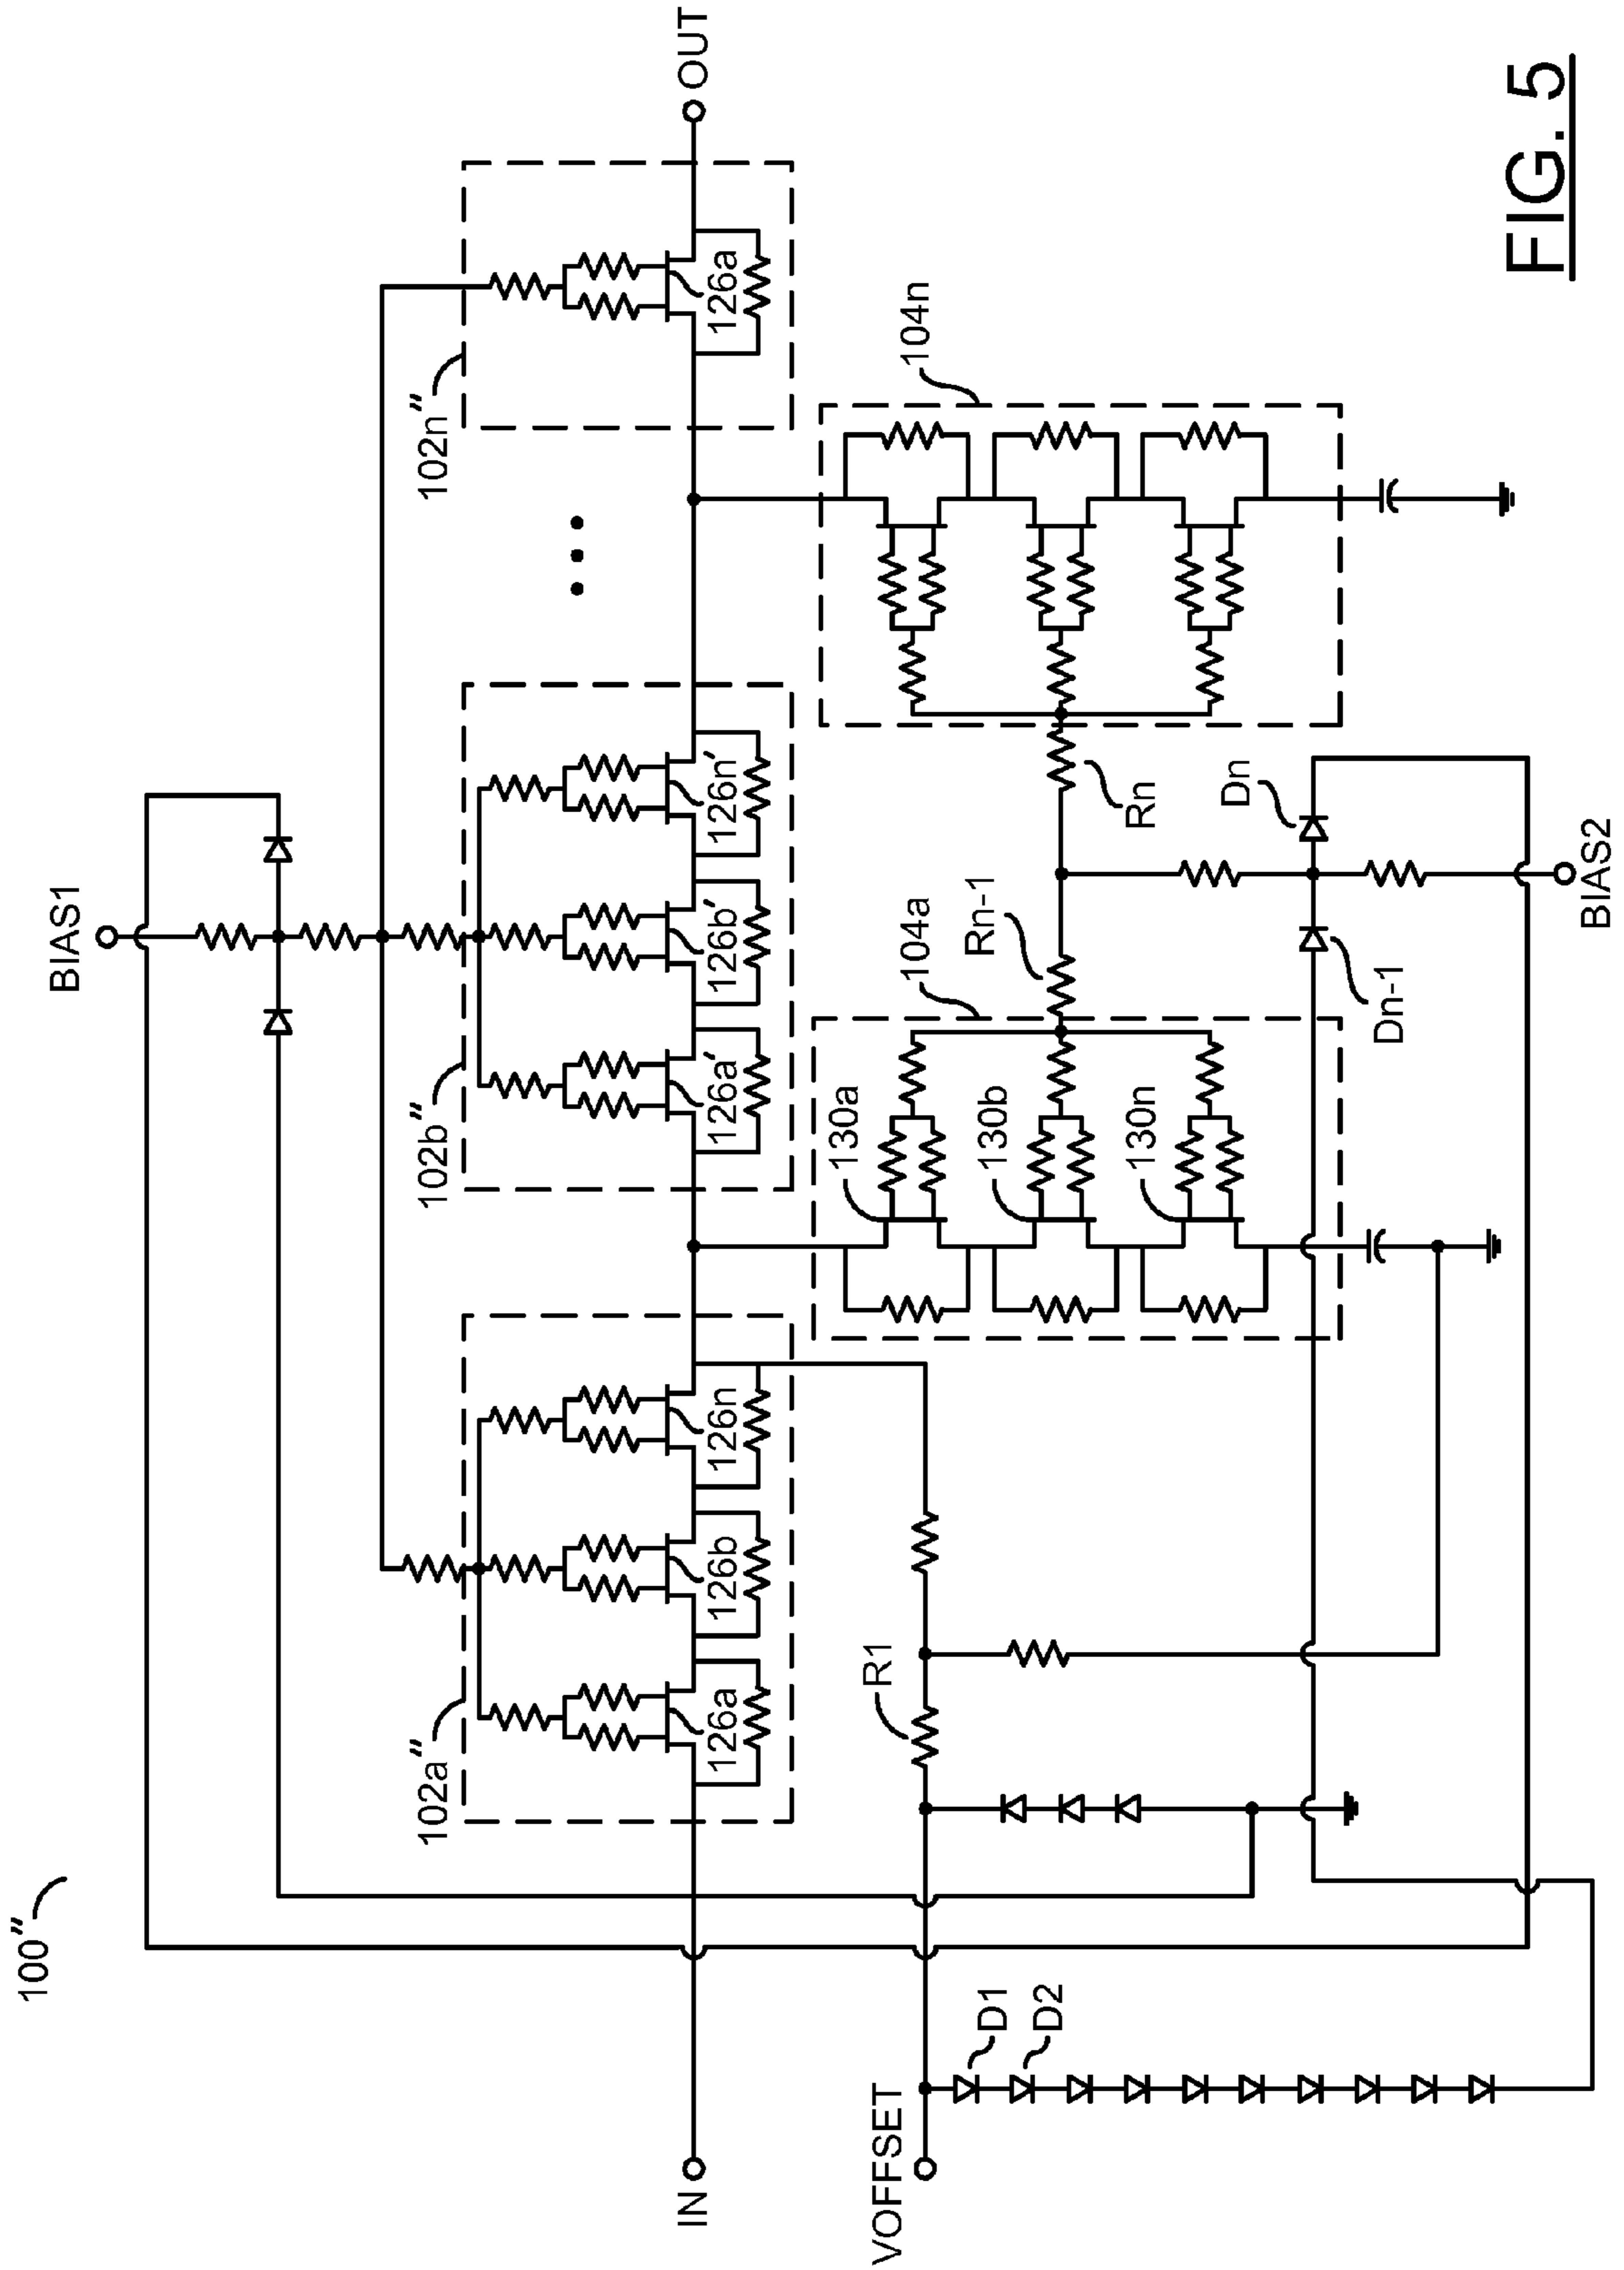 100"
BIAS1
102a"
102b"
102n"
126a
126b
126n
126a'
126b'
126n'
126a
IN
OUT
VOFFSET
R1
D1
D2
104a
130a
130b
130n
Rn-1
Rn
104n
Dn-1
Dn
BIAS2
FIG. 5